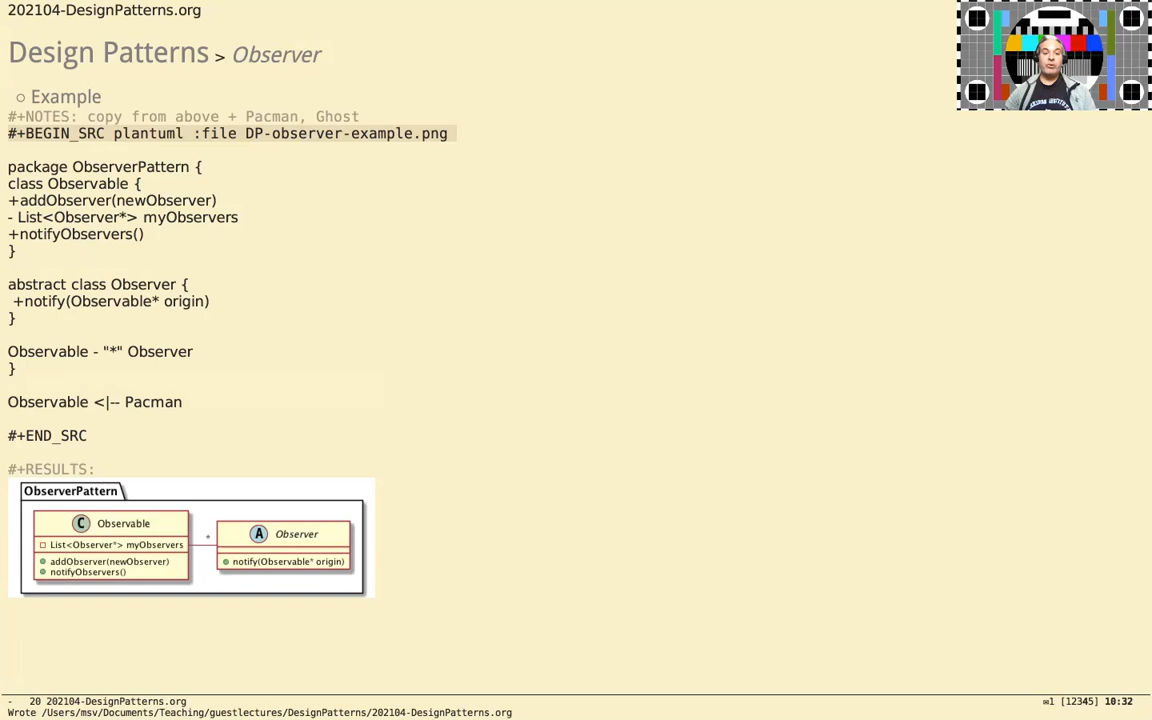 202104-DesignPatterns.org
Design Patterns > Observer
○ Example
#+NOTES: copy from above + Pacman, Ghost
#+BEGIN_SRC plantuml :file DP-observer-example.png
package ObserverPattern {
class Observable {
+addObserver(newObserver)
- List<Observer*> myObservers
+notifyObservers()
}
abstract class Observer {
+notify(Observable* origin)
}
Observable - "*" Observer
}
Observable <|-- Pacman
#+END_SRC
#+RESULTS:
ObserverPattern
C Observable
List<Observer*> myObservers
addObserver(newObserver)
notifyObservers()
*
A Observer
notify(Observable* origin)
- 20 202104-DesignPatterns.org ✉1 [12345] 10:32
Wrote /Users/msv/Documents/Teaching/guestlectures/DesignPatterns/202104-DesignPatterns.org